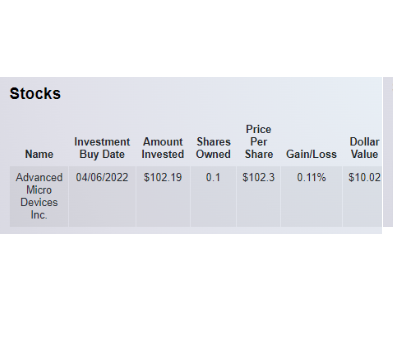 Stocks
Price
Investment Amount Shares Per Dollar
Name Buy Date Invested Owned Share Gain/Loss Value
Advanced 04/06/2022 $102.19 0.1 $102.3 0.11% $10.02
Micro
Devices
Inc.